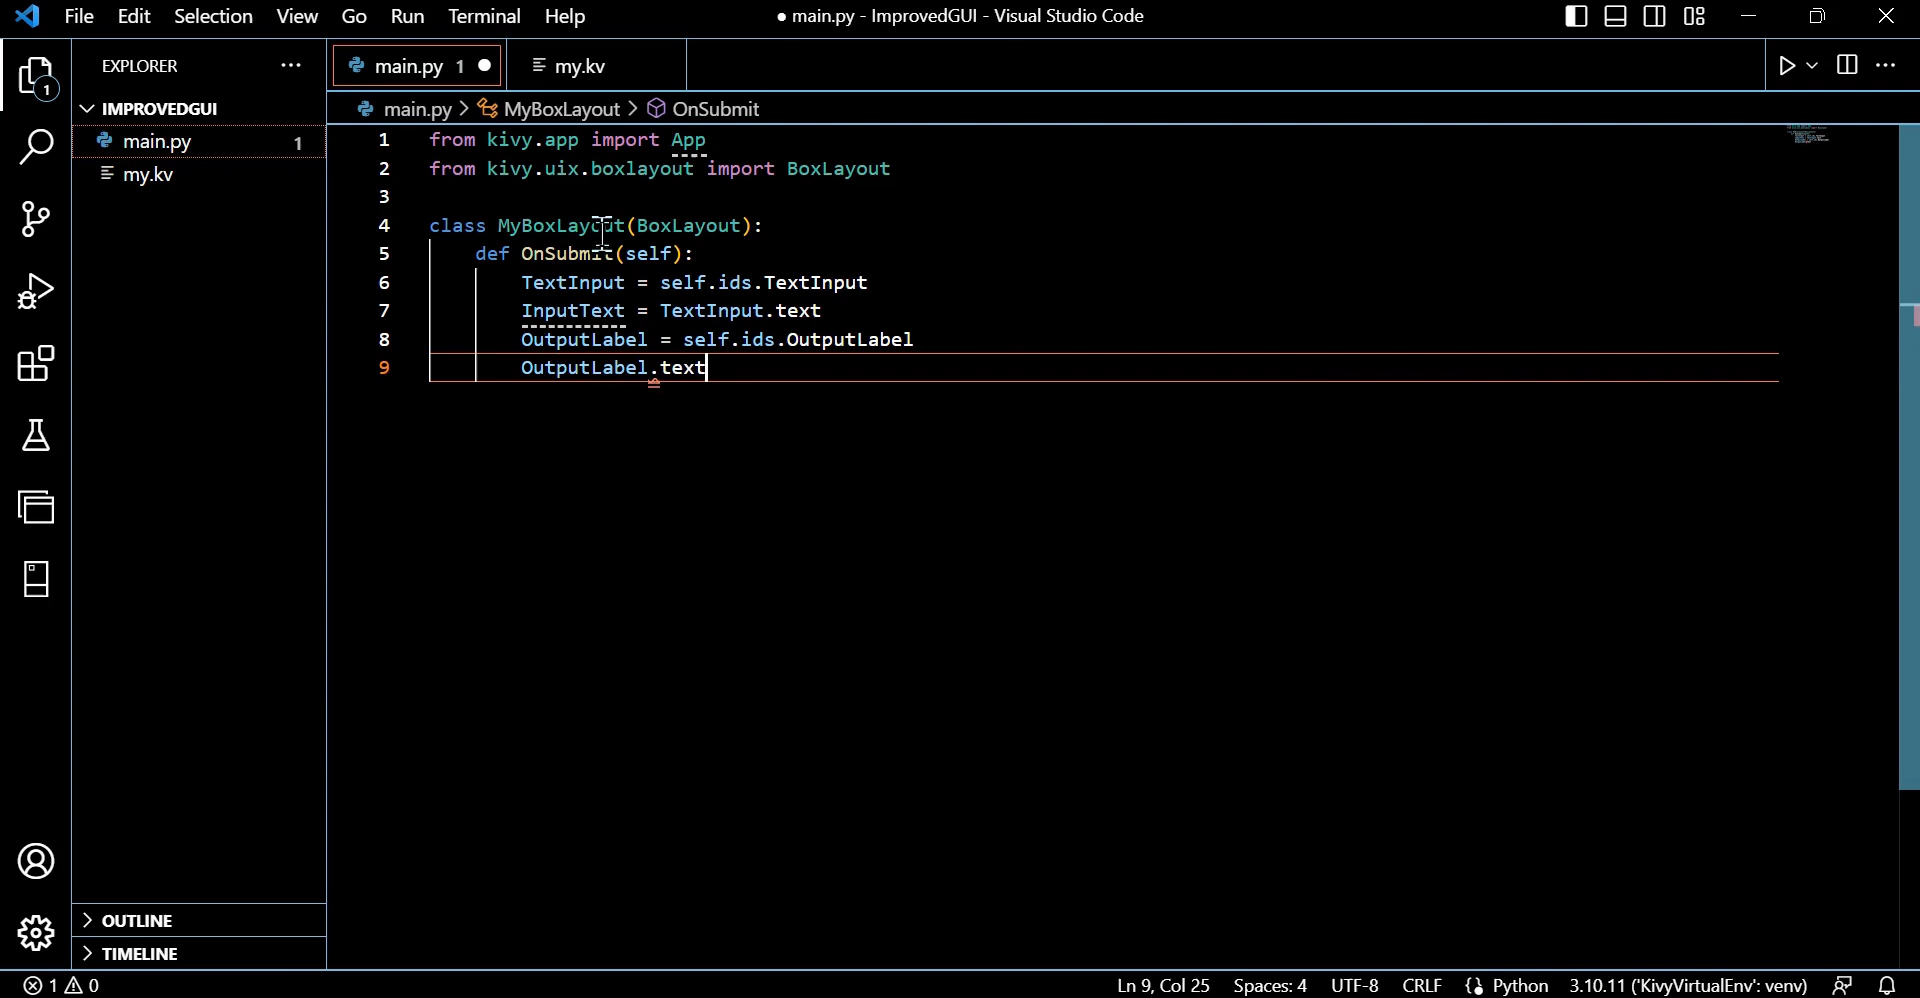 File Edit Selection View Go Run Terminal Help
● main.py - ImprovedGUI - Visual Studio Code
EXPLORER
main.py 1
my.kv
1
IMPROVEDGUI
main.py 1
my.kv
main.py > MyBoxLayout > OnSubmit
1 from kivy.app import App
2 from kivy.uix.boxlayout import BoxLayout
3
4 class MyBoxLayout(BoxLayout):
5 def OnSubmit(self):
6 TextInput = self.ids.TextInput
7 InputText = TextInput.text
8 OutputLabel = self.ids.OutputLabel
9 OutputLabel.text
OUTLINE
TIMELINE
1 0
Ln 9, Col 25 Spaces: 4 UTF-8 CRLF Python 3.10.11 ('KivyVirtualEnv': venv)